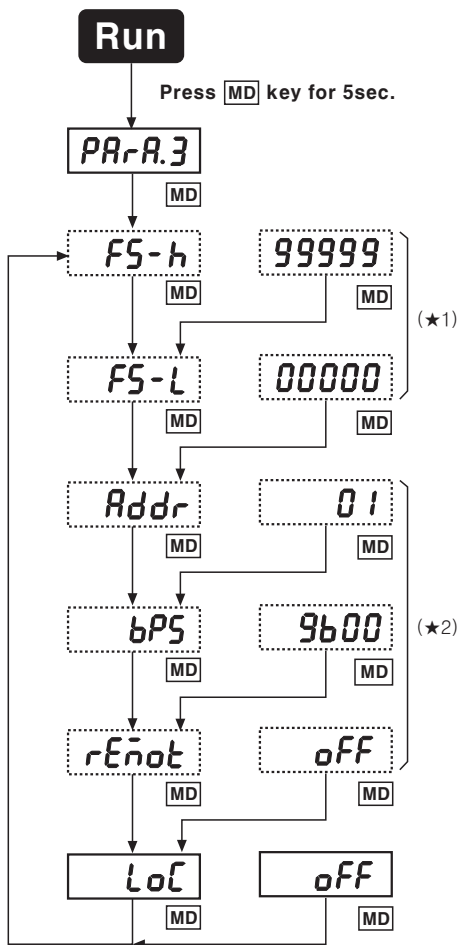 Run
Press MD key for 5sec.
PArA.3
MD
FS-h 99999
MD MD
(★1)
FS-L 00000
MD MD
Addr 01
MD MD
bPS 9600
MD MD
(★2)
rEmot oFF
MD MD
LoC oFF
MD MD